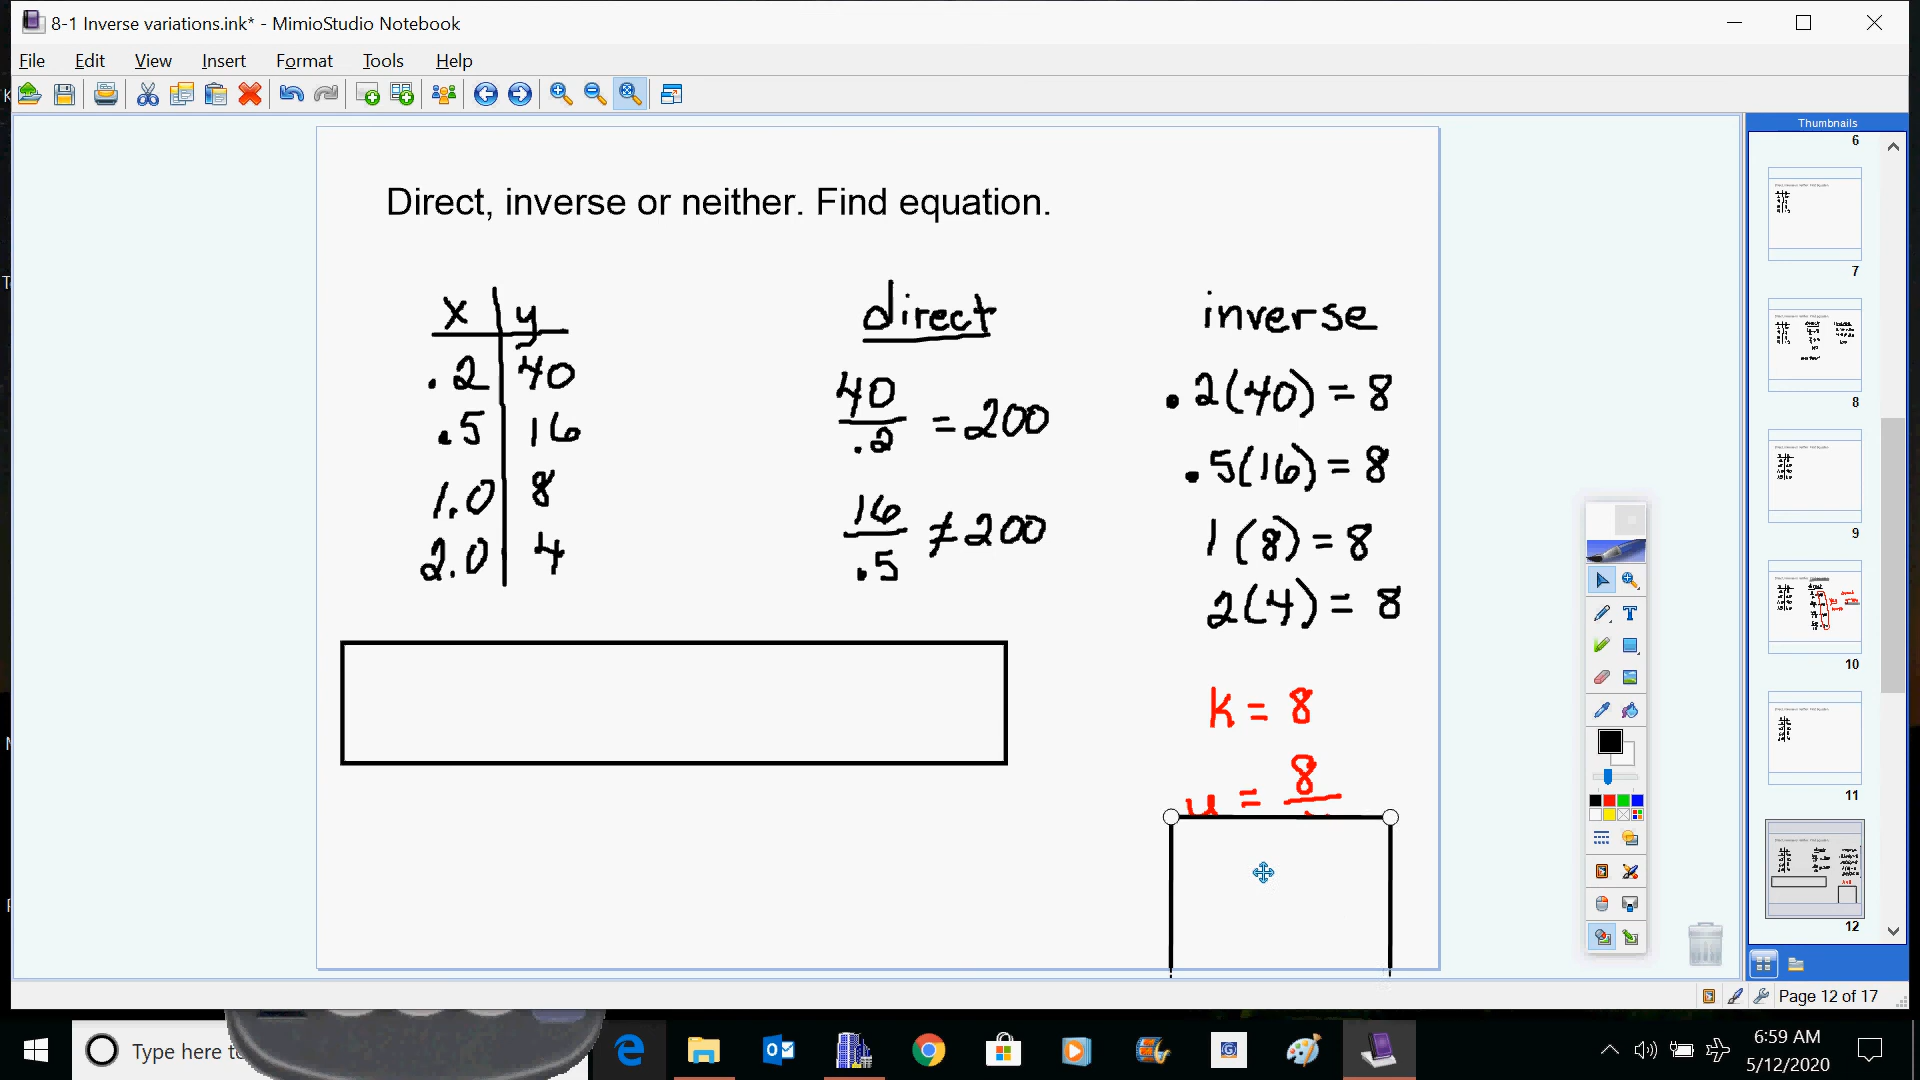 8-1 Inverse variations.ink* - MimioStudio Notebook
File Edit View Insert Format Tools Help
Thumbnails
6
7
8
9
10
11
12
Direct, inverse or neither. Find equation.
x y
.2 40
.5 16
1.0 8
2.0 4
direct
40/.2 = 200
16/.5 ≠ 200
inverse
.2(40) = 8
.5(16) = 8
1(8) = 8
2(4) = 8
k = 8
y = 8/
Page 12 of 17
Type here to
6:59 AM
5/12/2020